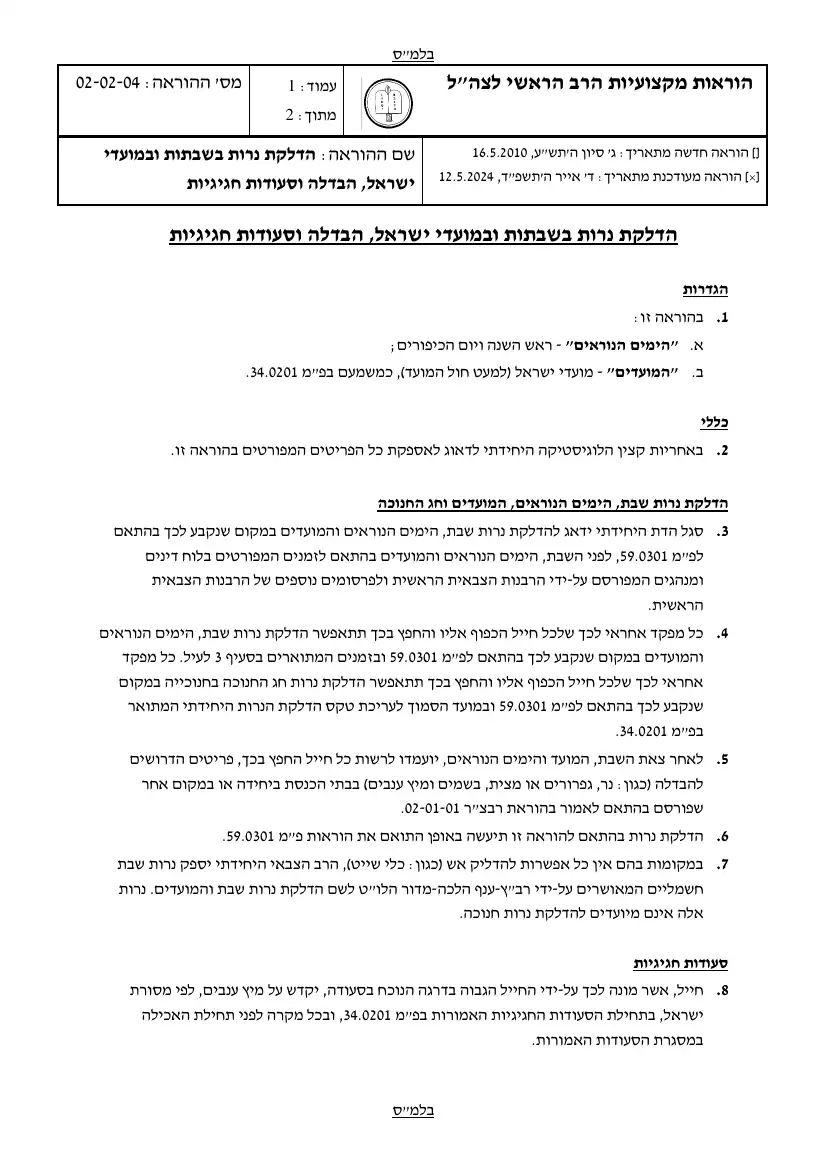 בלמ״ס
הוראות מקצועיות הרב הראשי לצה״ל
עמוד: 1
מתוך: 2
מס׳ ההוראה: 02-02-04
[] הוראה חדשה מתאריך: ג׳ סיון ה׳תש״ע, 16.5.2010
[×] הוראה מעודכנת מתאריך: ד׳ אייר ה׳תשפ״ד, 12.5.2024
שם ההוראה: הדלקת נרות בשבתות ובמועדי
ישראל, הבדלה וסעודות חגיגיות
הדלקת נרות בשבתות ובמועדי ישראל, הבדלה וסעודות חגיגיות
הגדרות
1. בהוראה זו:
א. ״הימים הנוראים״ - ראש השנה ויום הכיפורים;
ב. ״המועדים״ - מועדי ישראל (למעט חול המועד), כמשמעם בפ״מ 34.0201.
כללי
2. באחריות קצין הלוגיסטיקה היחידתי לדאוג לאספקת כל הפריטים המפורטים בהוראה זו.
הדלקת נרות שבת, הימים הנוראים, המועדים וחג החנוכה
3. סגל הדת היחידתי ידאג להדלקת נרות שבת, הימים הנוראים והמועדים במקום שנקבע לכך בהתאם
לפ״מ 59.0301, לפני השבת, הימים הנוראים והמועדים בהתאם לזמנים המפורטים בלוח דינים
ומנהגים המפורסם על-ידי הרבנות הצבאית הראשית ולפרסומים נוספים של הרבנות הצבאית
הראשית.
4. כל מפקד אחראי לכך שלכל חייל הכפוף אליו והחפץ בכך תתאפשר הדלקת נרות שבת, הימים הנוראים
והמועדים במקום שנקבע לכך בהתאם לפ״מ 59.0301 ובזמנים המתוארים בסעיף 3 לעיל. כל מפקד
אחראי לכך שלכל חייל הכפוף אליו והחפץ בכך תתאפשר הדלקת נרות חג החנוכה בחנוכייה במקום
שנקבע לכך בהתאם לפ״מ 59.0301 ובמועד הסמוך לעריכת טקס הדלקת הנרות היחידתי המתואר
בפ״מ 34.0201.
5. לאחר צאת השבת, המועד והימים הנוראים, יועמדו לרשות כל חייל החפץ בכך, פריטים הדרושים
להבדלה (כגון: נר, גפרורים או מצית, בשמים ומיץ ענבים) בבתי הכנסת ביחידה או במקום אחר
שפורסם בהתאם לאמור בהוראת רבצ״ר 02-01-01.
6. הדלקת נרות בהתאם להוראה זו תיעשה באופן התואם את הוראות פ״מ 59.0301.
7. במקומות בהם אין כל אפשרות להדליק אש (כגון: כלי שייט), הרב הצבאי היחידתי יספק נרות שבת
חשמליים המאושרים על-ידי רב״ץ-ענף הלכה-מדור הלו״ט לשם הדלקת נרות שבת והמועדים. נרות
אלה אינם מיועדים להדלקת נרות חנוכה.
סעודות חגיגיות
8. חייל, אשר מונה לכך על-ידי החייל הגבוה בדרגה הנוכח בסעודה, יקדש על מיץ ענבים, לפי מסורת
ישראל, בתחילת הסעודות החגיגיות האמורות בפ״מ 34.0201, ובכל מקרה לפני תחילת האכילה
במסגרת הסעודות האמורות.
בלמ״ס